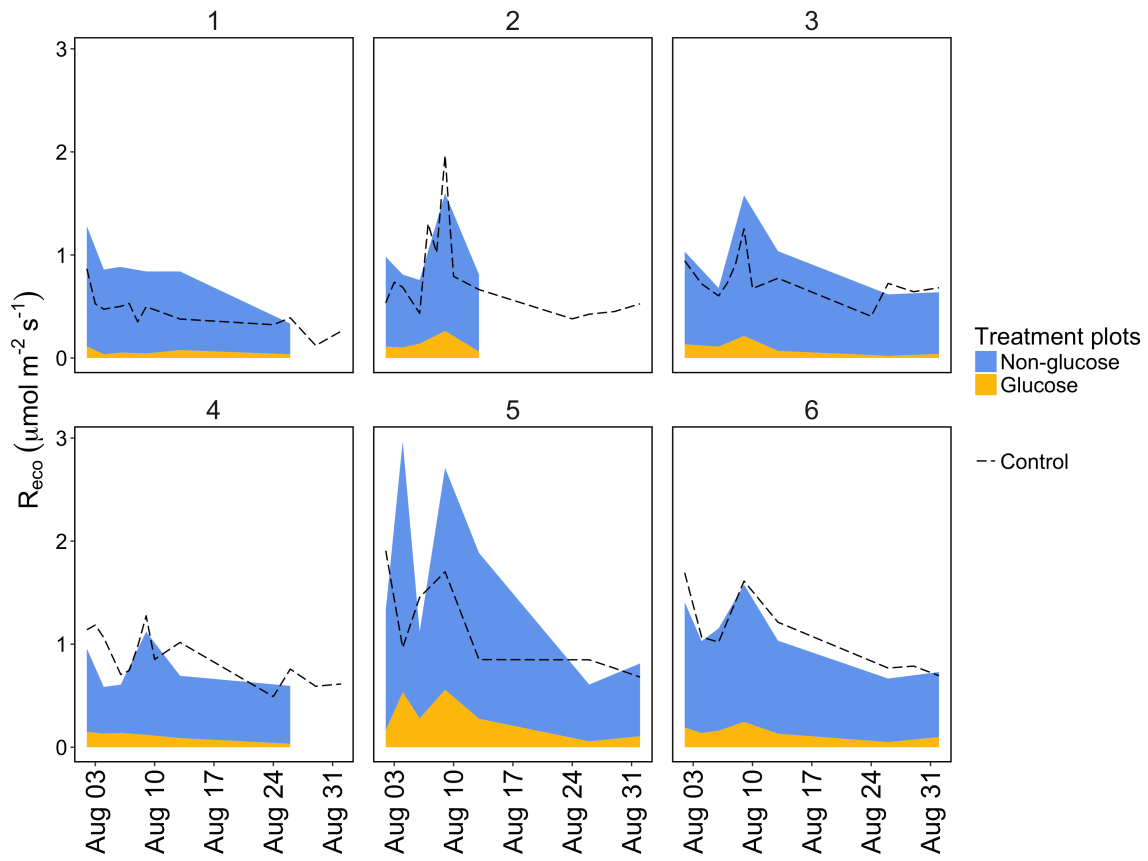 1 2 3
3
2
1
0
4 5 6
3
2
1
0
R_eco (μmol m⁻² s⁻¹)
Aug 03 Aug 10 Aug 17 Aug 24 Aug 31 Aug 03 Aug 10 Aug 17 Aug 24 Aug 31 Aug 03 Aug 10 Aug 17 Aug 24 Aug 31
Treatment plots
Non-glucose
Glucose
Control